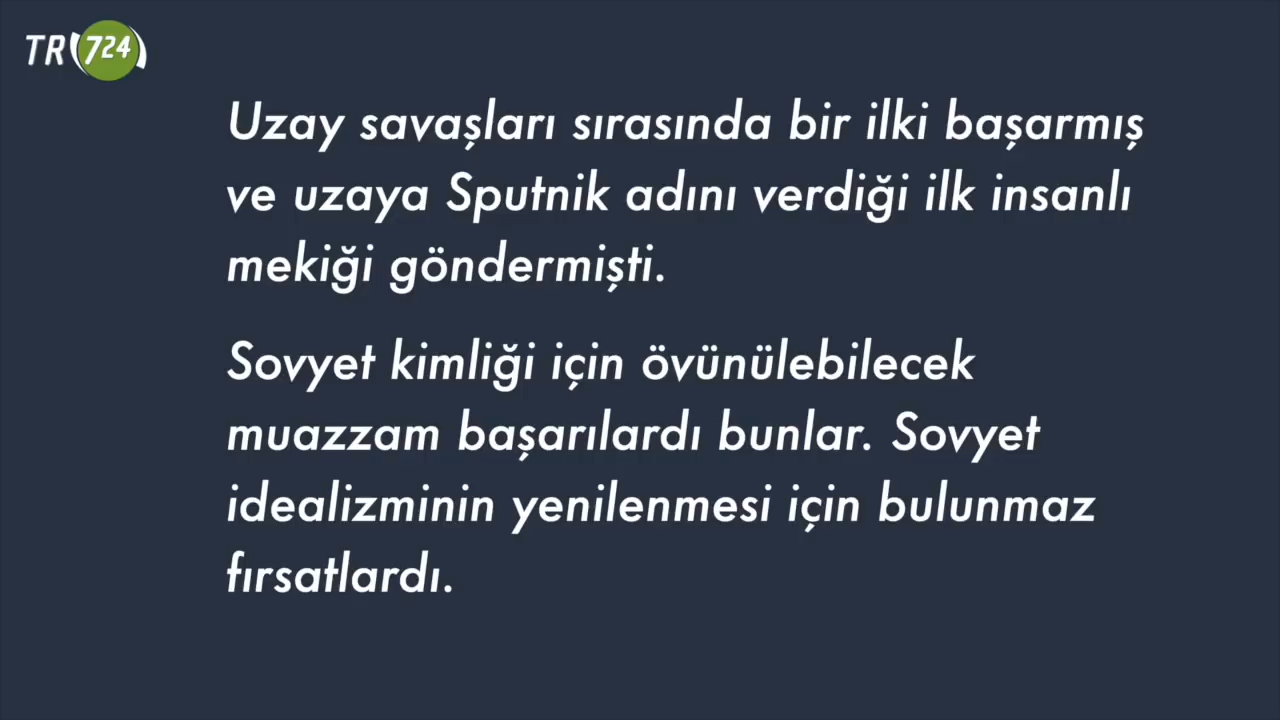 TR 724
Uzay savaşları sırasında bir ilki başarmış
ve uzaya Sputnik adını verdiği ilk insanlı
mekiği göndermişti.
Sovyet kimliği için övünülebilecek
muazzam başarılardı bunlar. Sovyet
idealizminin yenilenmesi için bulunmaz
fırsatlardı.